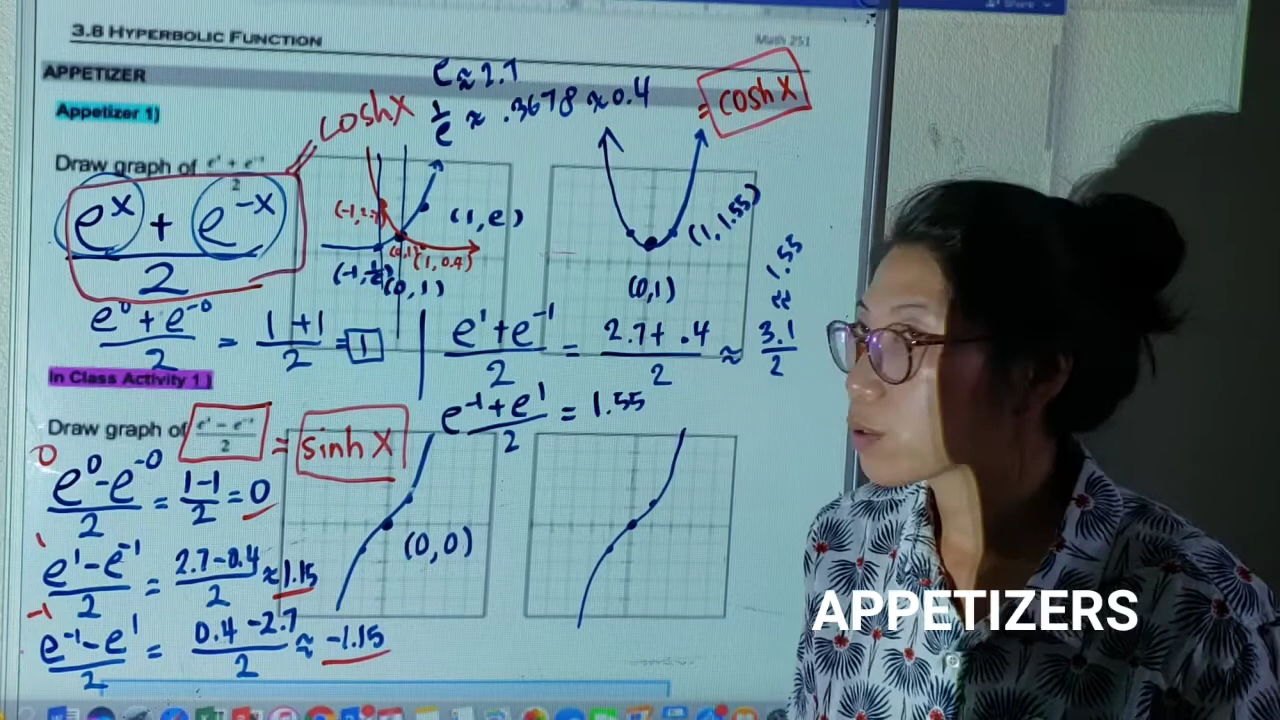 3.8 HYPERBOLIC FUNCTION
Math 251
APPETIZER
Appetizer 1)
cosh X
e ≈ 2.7
1/e ≈ .3678 ≈ 0.4
= cosh X
Draw graph of (e^x + e^-x)/2
(e^x + e^-x)/2
(1, e)
(0,1) (1, 0.4)
(0, 1)
(1, 1.55)
(0,1)
(e^0 + e^-0)/2 = (1+1)/2 = 1
(e^1 + e^-1)/2 = (2.7 + .4)/2 ≈ 3.1/2 ≈ 1.55
In Class Activity 1)
(e^-1 + e^1)/2 = 1.55
Draw graph of (e^x - e^-x)/2 = sinh X
0
(e^0 - e^-0)/2 = (1-1)/2 = 0
(0, 0)
1
(e^1 - e^-1)/2 = (2.7 - 0.4)/2 ≈ 1.15
-1
(e^-1 - e^1)/2 = (0.4 - 2.7)/2 ≈ -1.15
APPETIZERS